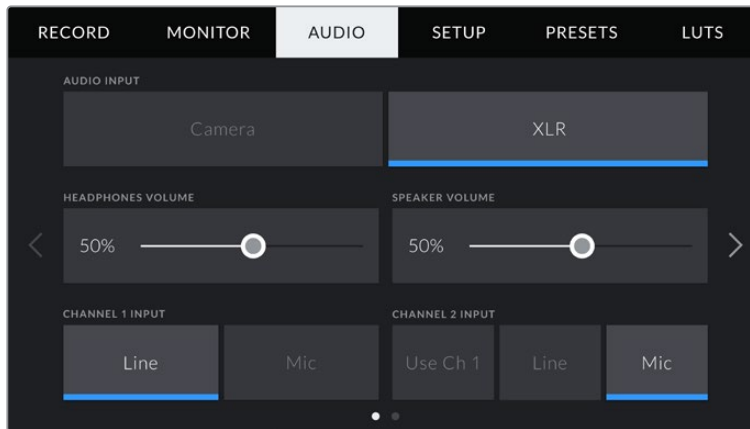 RECORD MONITOR AUDIO SETUP PRESETS LUTS
AUDIO INPUT
Camera XLR
HEADPHONES VOLUME SPEAKER VOLUME
50% 50%
CHANNEL 1 INPUT CHANNEL 2 INPUT
Line Mic Use Ch 1 Line Mic